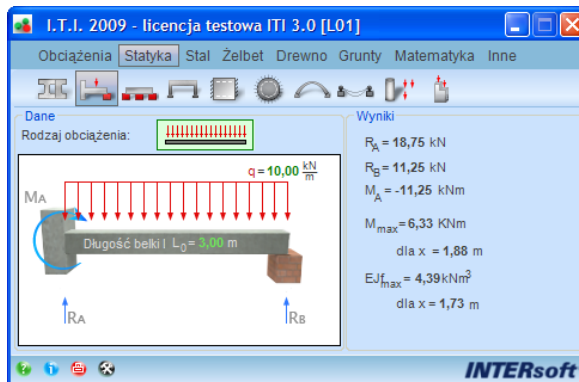 I.T.I. 2009 - licencja testowa ITI 3.0 [L01]
Obciążenia Statyka Stal Żelbet Drewno Grunty Matematyka Inne
Dane
Rodzaj obciążenia:
q = 10,00 kN/m
MA
Długość belki l L0 = 3,00 m
RA
RB
Wyniki
RA = 18,75 kN
RB = 11,25 kN
MA = -11,25 kNm
Mmax = 6,33 KNm
dla x = 1,88 m
EJfmax = 4,39 kNm³
dla x = 1,73 m
INTERsoft